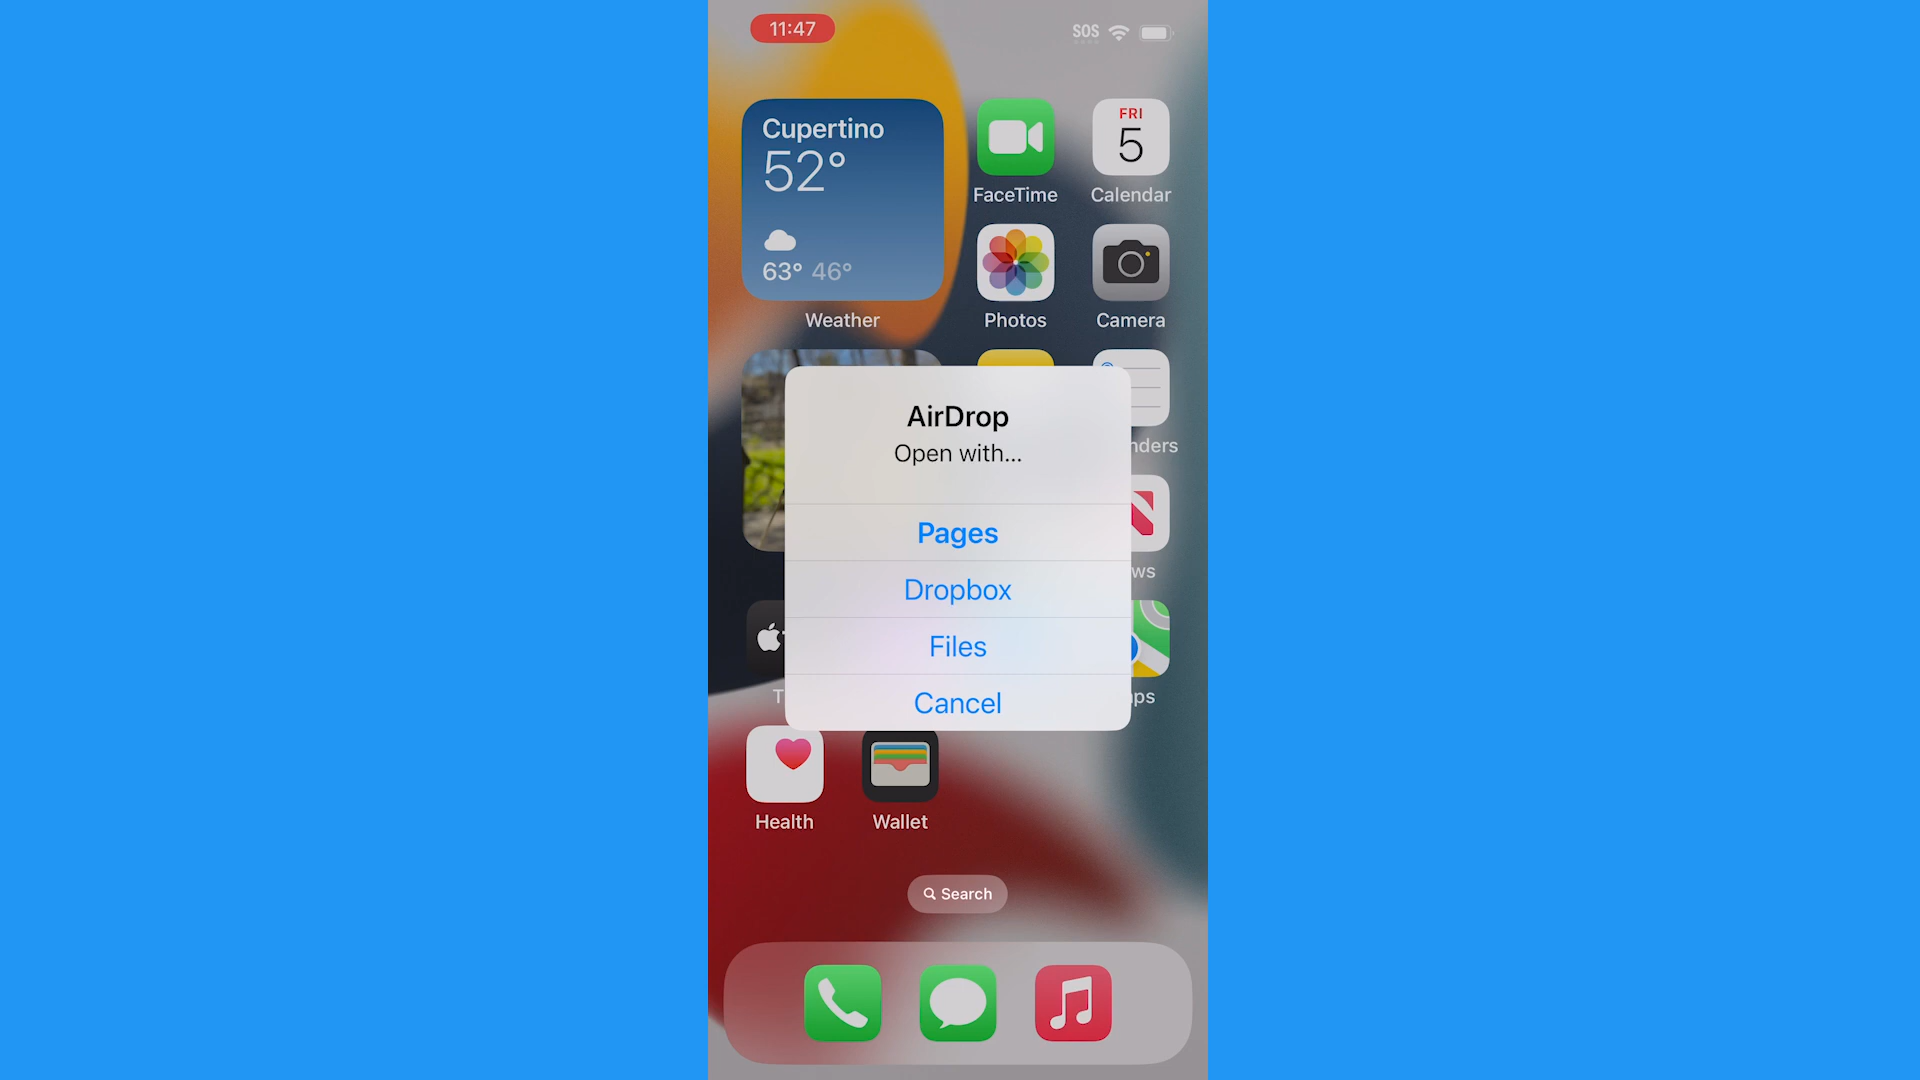 11:47
SOS
Cupertino
52°
63° 46°
Weather
FaceTime
FRI
5
Calendar
Photos
Camera
AirDrop
Open with...
Pages
Dropbox
Files
Cancel
nders
ws
T
ps
Health
Wallet
Search